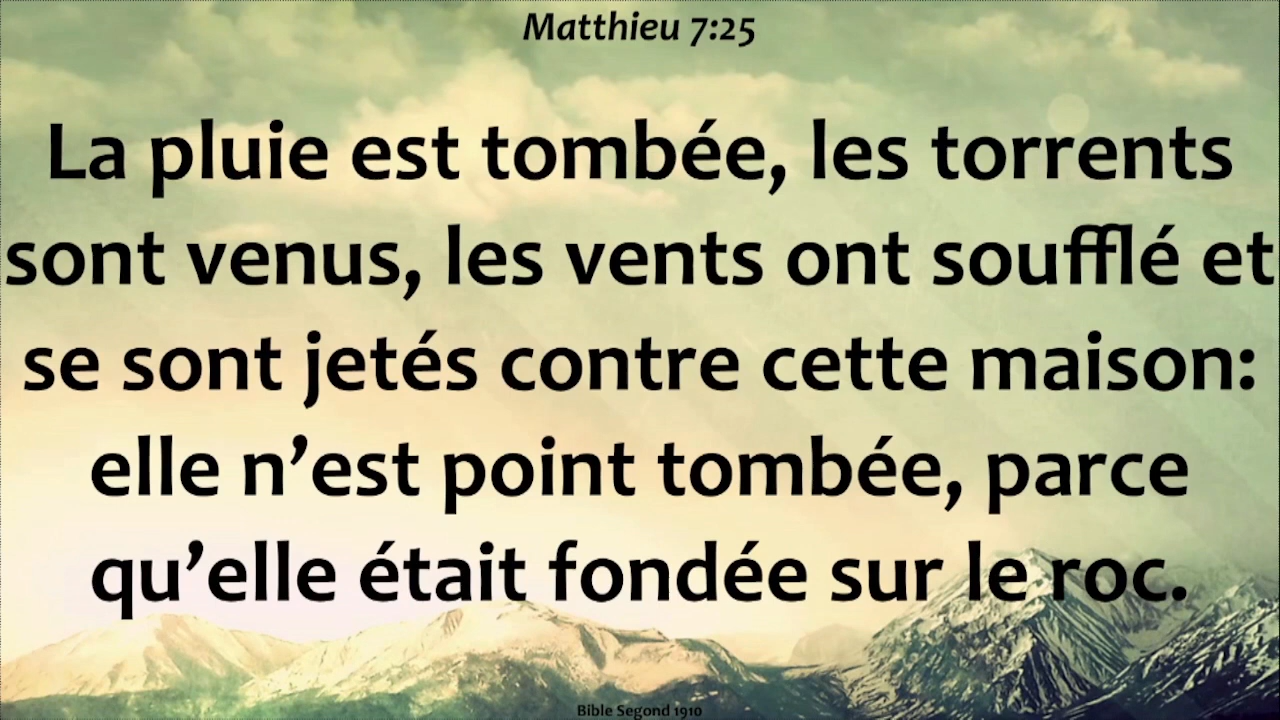 Matthieu 7:25
La pluie est tombée, les torrents
sont venus, les vents ont soufflé et
se sont jetés contre cette maison:
elle n’est point tombée, parce
qu’elle était fondée sur le roc.
Bible Segond 1910